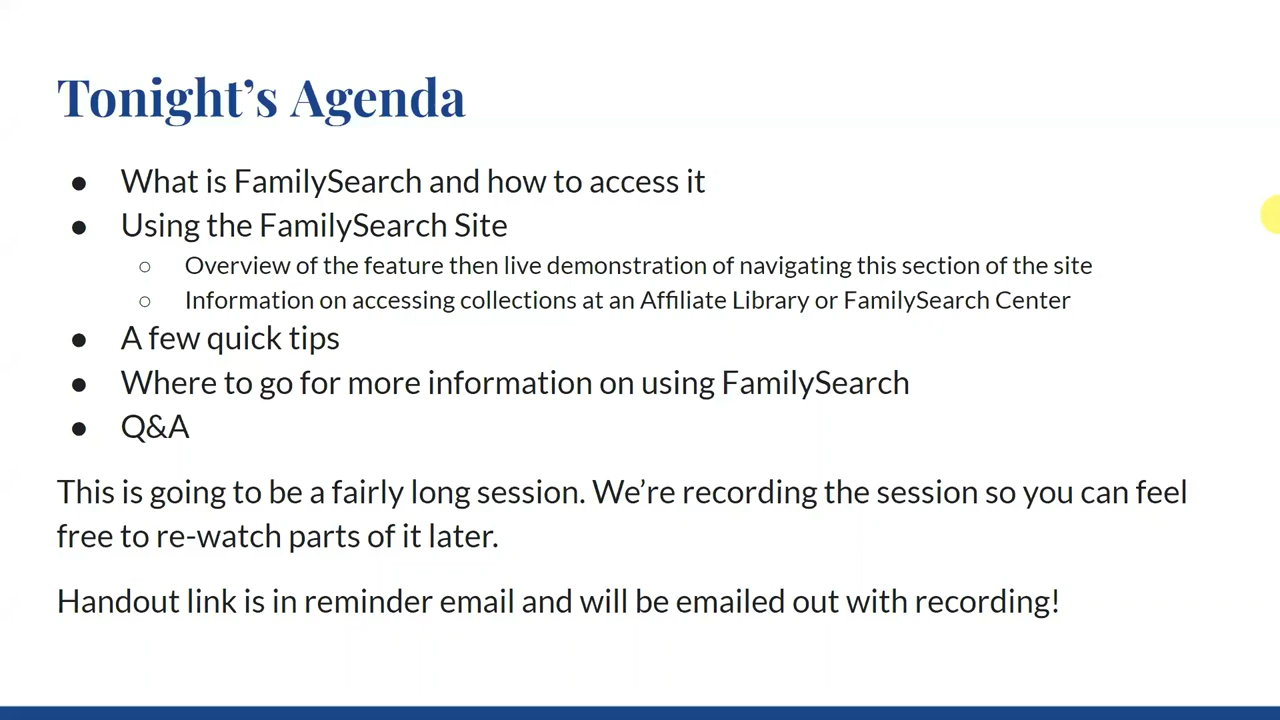 Tonight’s Agenda
● What is FamilySearch and how to access it
● Using the FamilySearch Site
○ Overview of the feature then live demonstration of navigating this section of the site
○ Information on accessing collections at an Affiliate Library or FamilySearch Center
● A few quick tips
● Where to go for more information on using FamilySearch
● Q&A
This is going to be a fairly long session. We’re recording the session so you can feel
free to re-watch parts of it later.
Handout link is in reminder email and will be emailed out with recording!